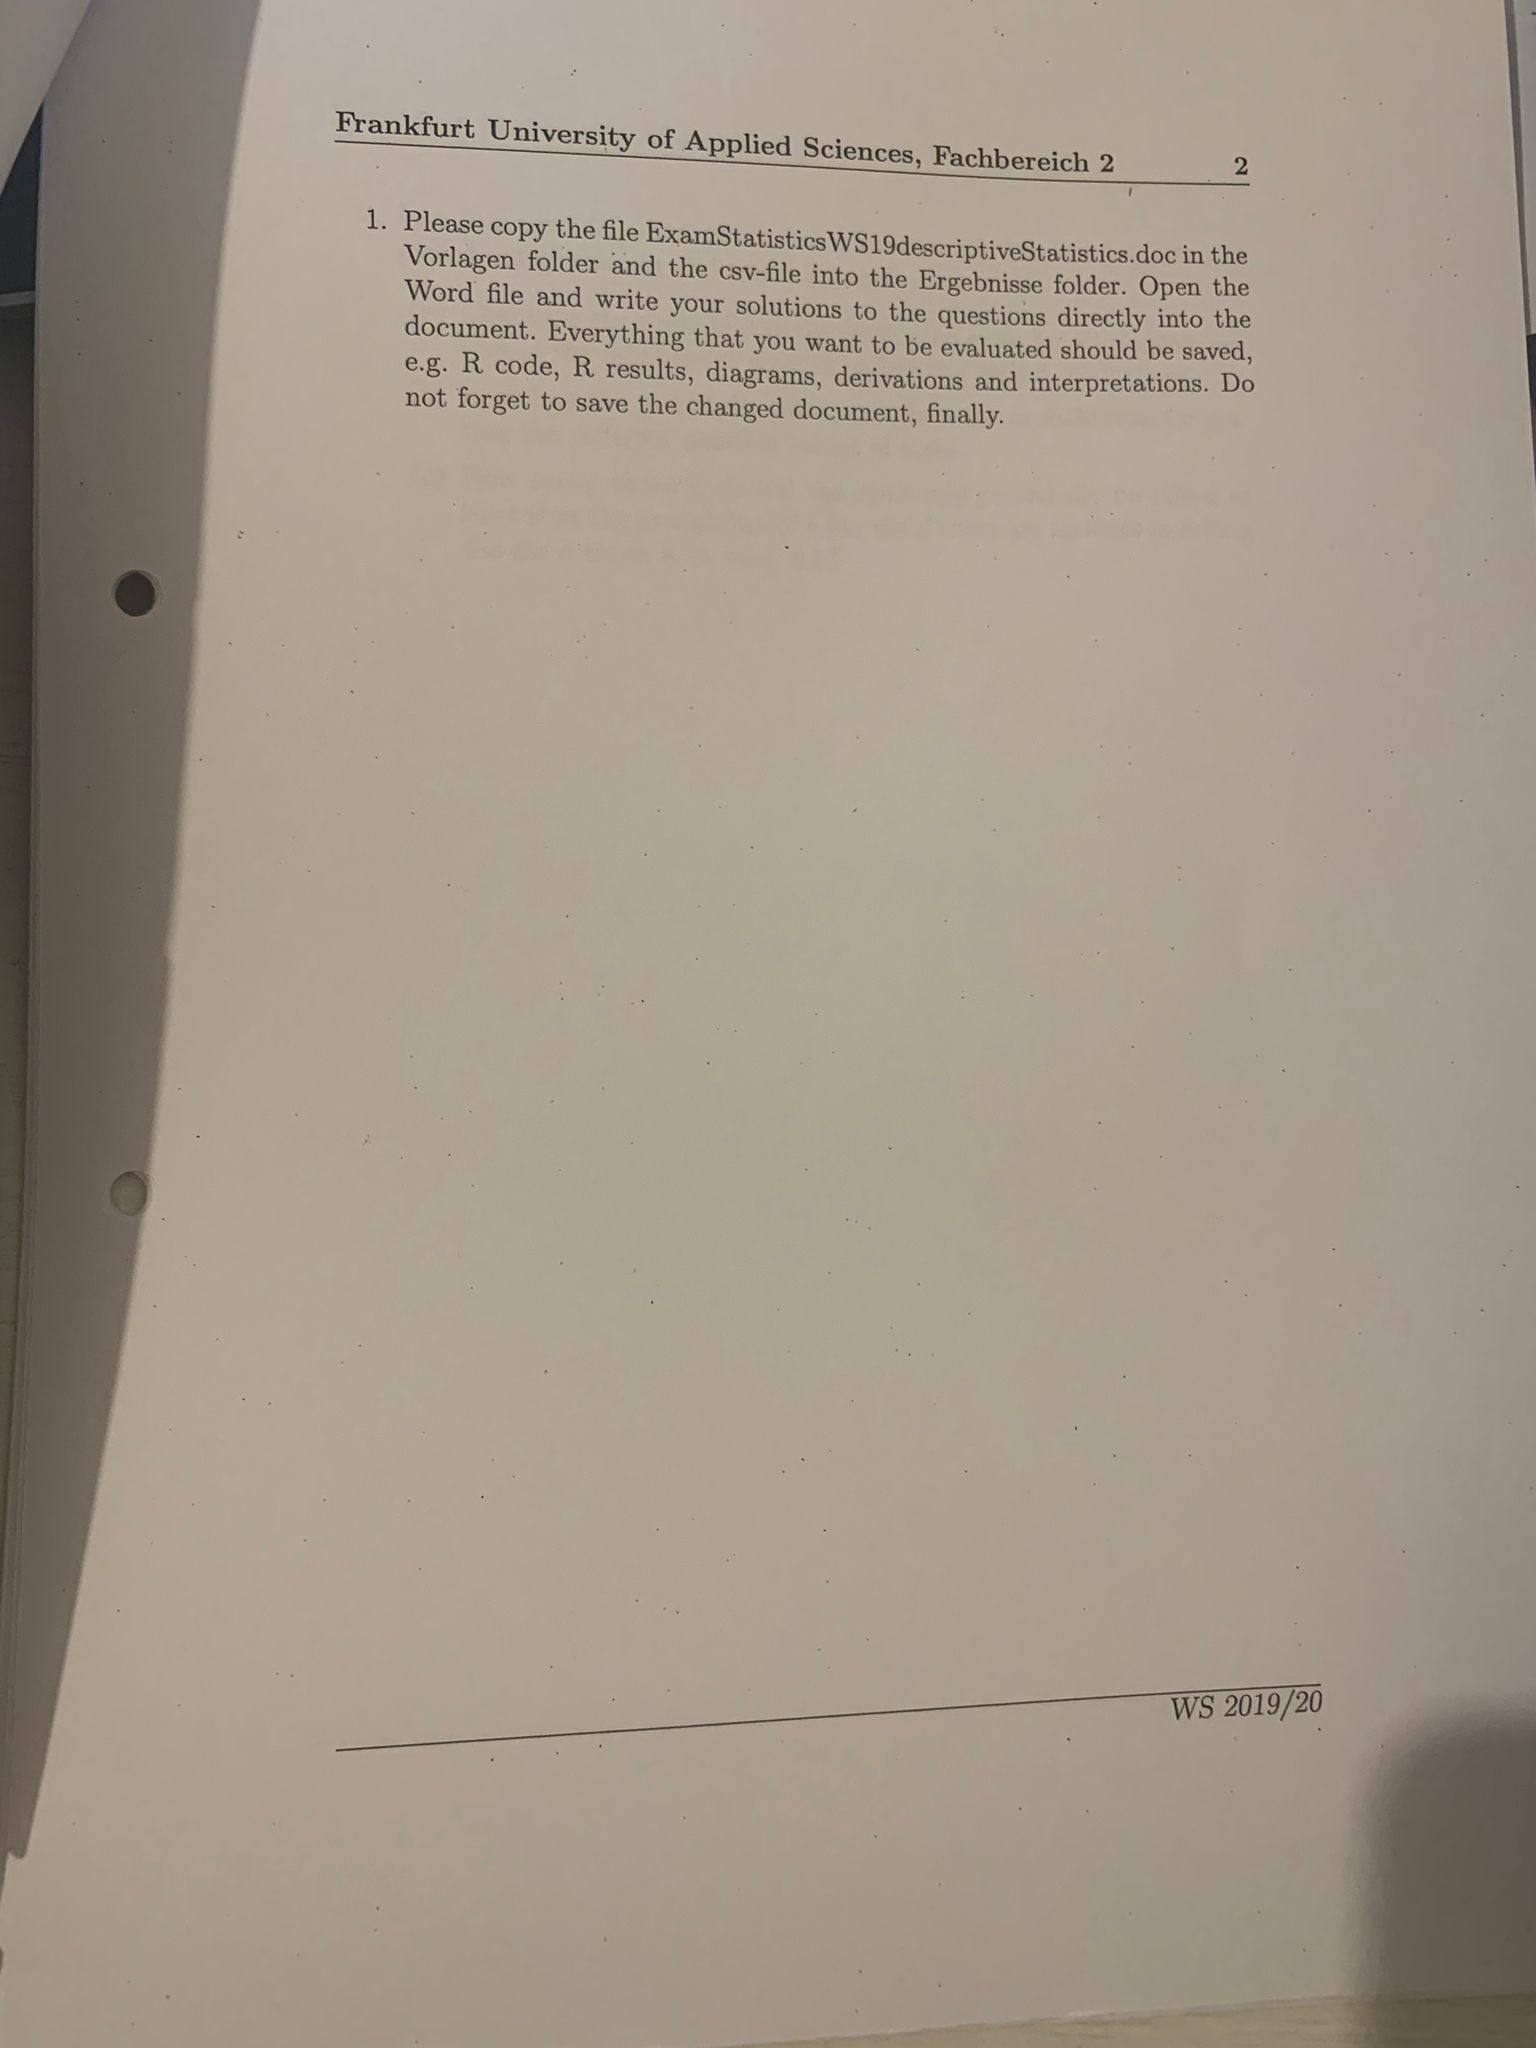 Frankfurt University of Applied Sciences, Fachbereich 2 2
1. Please copy the file ExamStatisticsWS19descriptiveStatistics.doc in the
Vorlagen folder and the csv-file into the Ergebnisse folder. Open the
Word file and write your solutions to the questions directly into the
document. Everything that you want to be evaluated should be saved,
e.g. R code, R results, diagrams, derivations and interpretations. Do
not forget to save the changed document, finally.
WS 2019/20